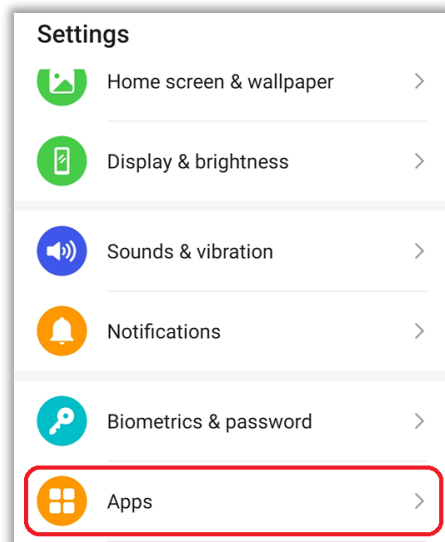 Settings
Home screen & wallpaper
Display & brightness
Sounds & vibration
Notifications
Biometrics & password
Apps